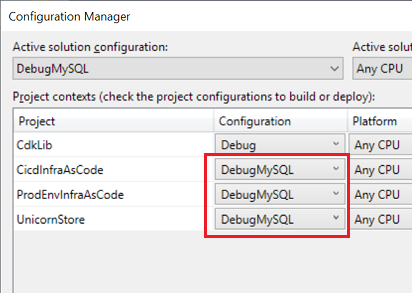 Configuration Manager
Active solution configuration: Active solu
DebugMySQL Any CPU
Project contexts (check the project configurations to build or deploy):
Project Configuration Platform
CdkLib Debug Any CPU
CicdInfraAsCode DebugMySQL Any CPU
ProdEnvInfraAsCode DebugMySQL Any CPU
UnicornStore DebugMySQL Any CPU